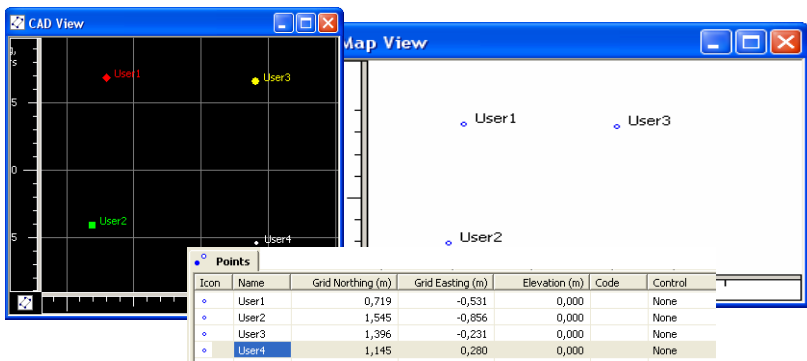 CAD View
User1
User3
5
0
User2
5
User4
Map View
User1
User3
User2
Points
Icon Name Grid Northing (m) Grid Easting (m) Elevation (m) Code Control
User1 0,719 -0,531 0,000 None
User2 1,545 -0,856 0,000 None
User3 1,396 -0,231 0,000 None
User4 1,145 0,280 0,000 None